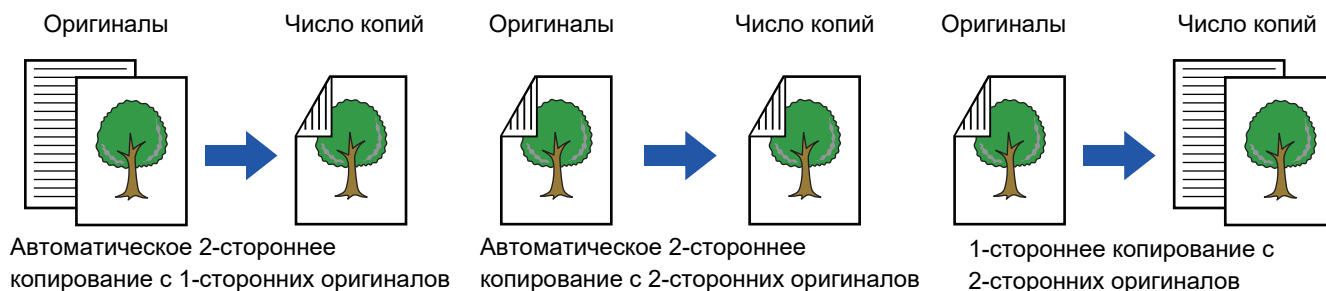 Оригиналы
Число копий
Оригиналы
Число копий
Оригиналы
Число копий
Автоматическое 2-стороннее
копирование с 1-сторонних оригиналов
Автоматическое 2-стороннее
копирование с 2-сторонних оригиналов
1-стороннее копирование с
2-сторонних оригиналов